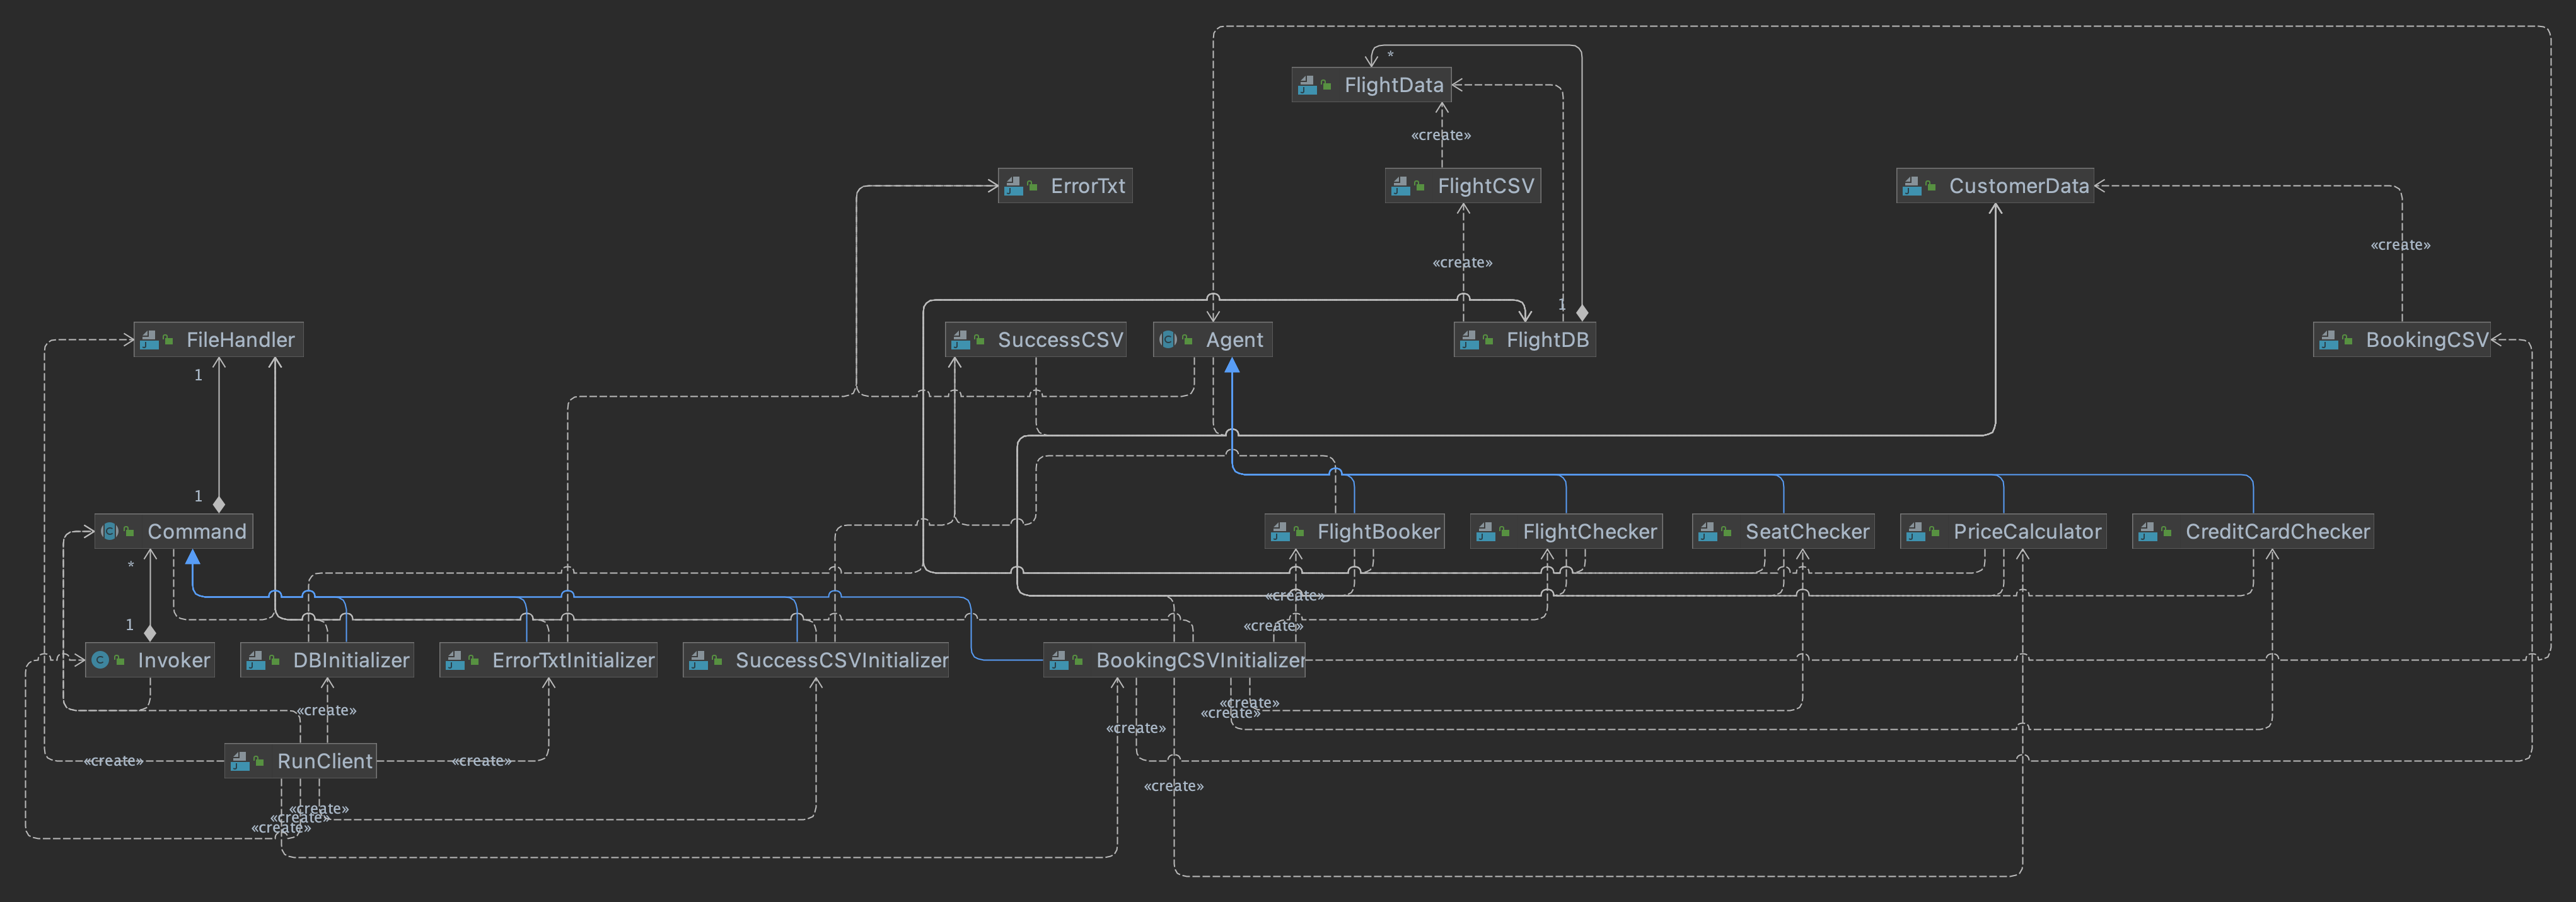 *
FlightData
«create»
ErrorTxt
FlightCSV
CustomerData
«create»
«create»
1
FileHandler
SuccessCSV
Agent
FlightDB
BookingCSV
1
1
Command
FlightBooker
FlightChecker
SeatChecker
PriceCalculator
CreditCardChecker
*
«create»
1
«create»
Invoker
DBInitializer
ErrorTxtInitializer
SuccessCSVInitializer
BookingCSVInitializer
«create»
«create»
«create»
«create»
RunClient
«create»
«create»
«create»
«create»
«create»
«create»